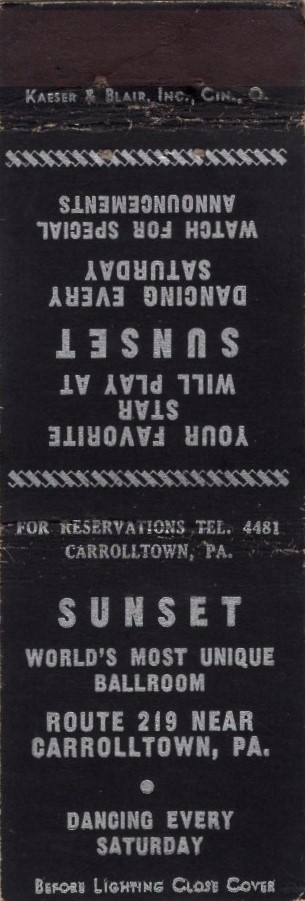 KAESER & BLAIR, INC., CIN., O.
YOUR FAVORITE
STAR
WILL PLAY AT
SUNSET
DANCING EVERY
SATURDAY
WATCH FOR SPECIAL
ANNOUNCEMENTS
FOR RESERVATIONS TEL. 4481
CARROLLTOWN, PA.
SUNSET
WORLD'S MOST UNIQUE
BALLROOM
ROUTE 219 NEAR
CARROLLTOWN, PA.
DANCING EVERY
SATURDAY
BEFORE LIGHTING CLOSE COVER